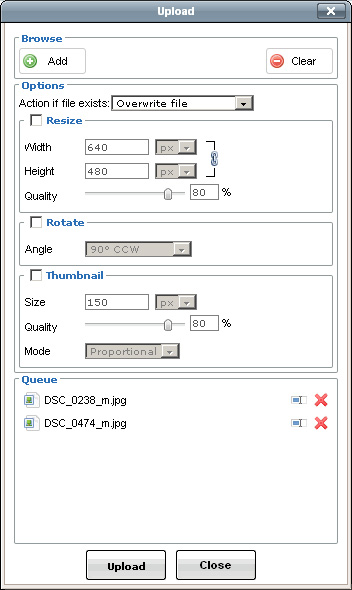 Upload
Browse
Add
Clear
Options
Action if file exists: Overwrite file
Resize
Width 640 px
Height 480 px
Quality 80 %
Rotate
Angle 90° CCW
Thumbnail
Size 150 px
Quality 80 %
Mode Proportional
Queue
DSC_0238_m.jpg
DSC_0474_m.jpg
Upload Close